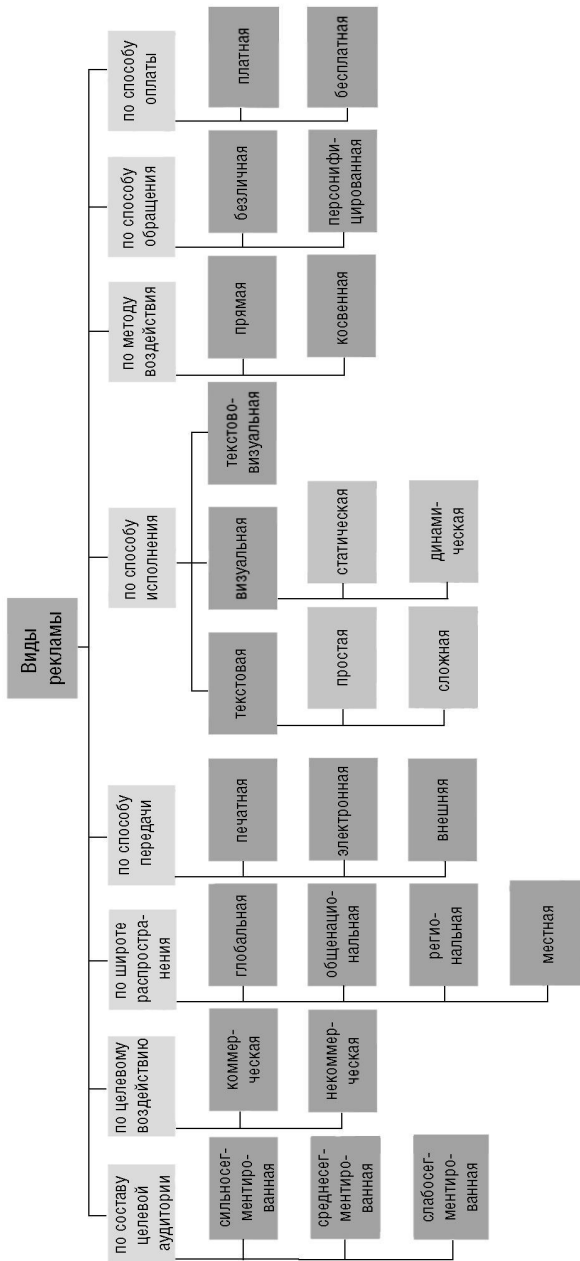 Виды
рекламы
по составу
целевой
аудитории
сильносег-
ментиро-
ванная
среднесег-
ментиро-
ванная
слабосег-
ментиро-
ванная
по целевому
воздействию
коммер-
ческая
некоммер-
ческая
по широте
распростра-
нения
глобальная
общенацио-
нальная
регио-
нальная
местная
по способу
передачи
печатная
электронная
внешняя
по способу
исполнения
текстовая
простая
сложная
визуальная
статическая
динами-
ческая
текстово-
визуальная
по методу
воздействия
прямая
косвенная
по способу
обращения
безличная
персонифи-
цированная
по способу
оплаты
платная
бесплатная